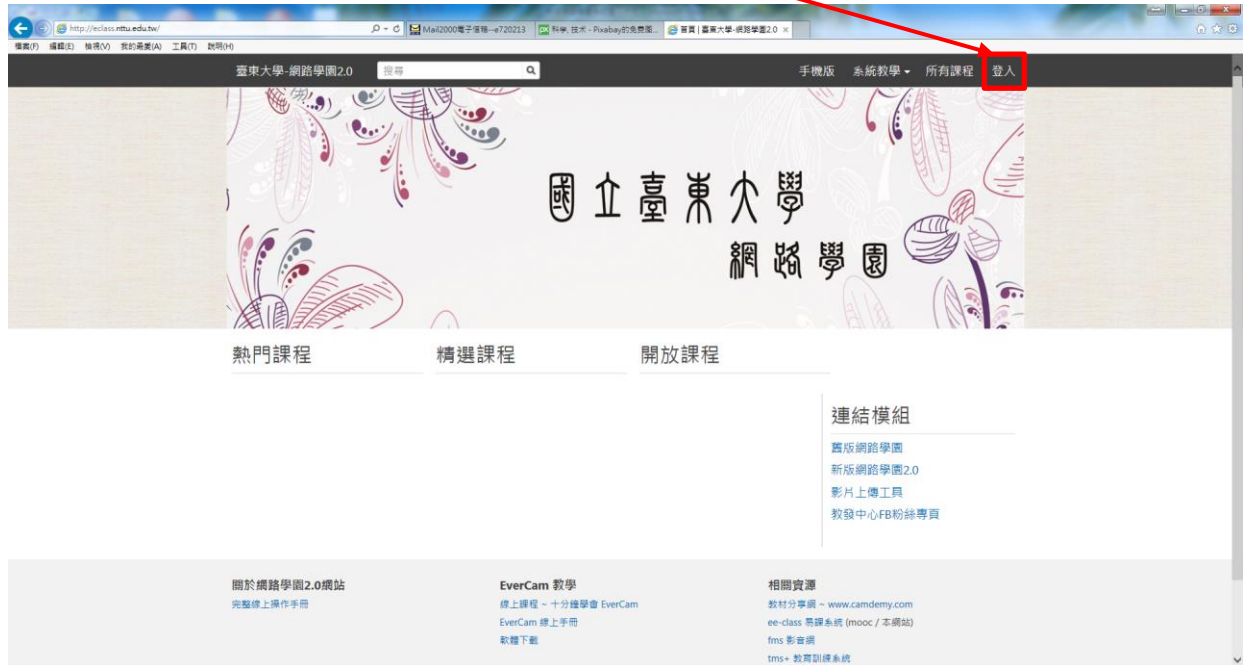 http://eclass.nttu.edu.tw/
Mail2000電子信箱--e720213
科学, 技术 - Pixabay的免费图...
首頁 | 臺東大學-網路學園2.0
檔案(F) 編輯(E) 檢視(V) 我的最愛(A) 工具(T) 說明(H)
臺東大學-網路學園2.0 搜尋 手機版 系統教學 所有課程 登入
國立臺東大學
網路學園
熱門課程 精選課程 開放課程
連結模組
舊版網路學園
新版網路學園2.0
影片上傳工具
教發中心FB粉絲專頁
關於網路學園2.0網站 EverCam 教學 相關資源
完整線上操作手冊 線上課程 ~ 十分鐘學會 EverCam 教材分享網 ~ www.camdemy.com
EverCam 線上手冊 ee-class 易課系統 (mooc / 本網站)
軟體下載 fms 影音網
tms+ 教育訓練系統